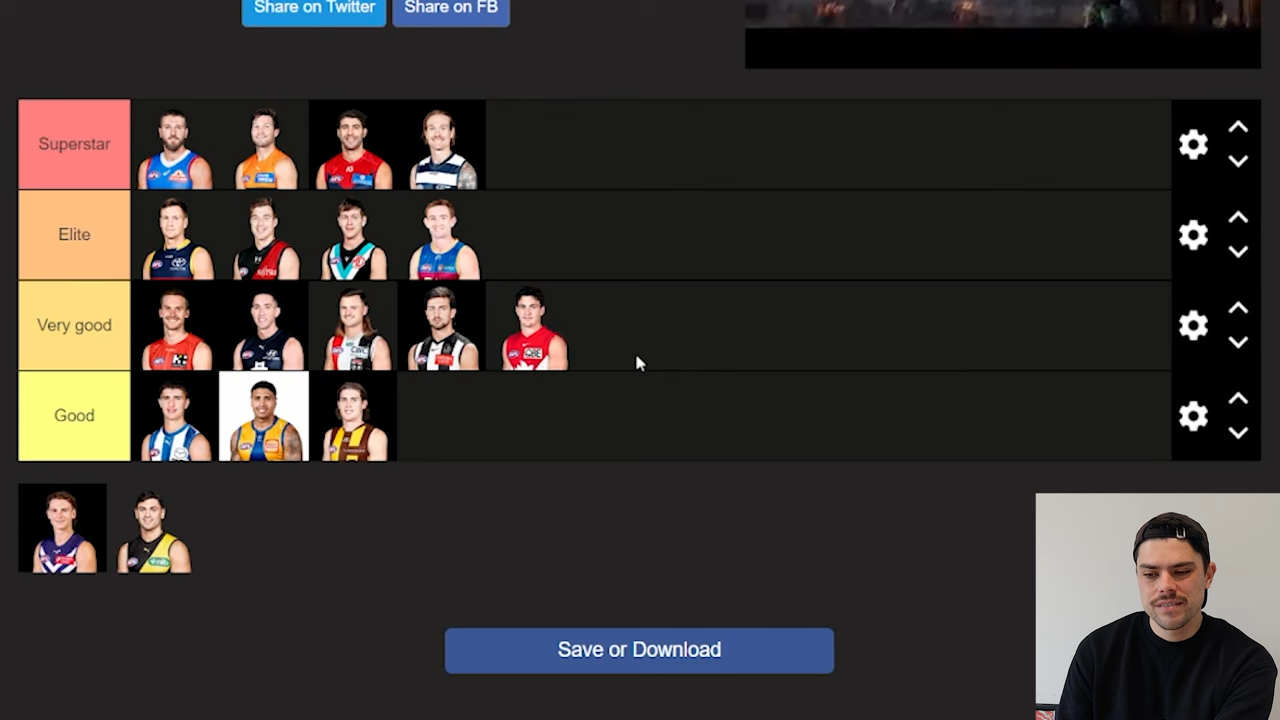 Share on Twitter
Share on FB
Superstar
Elite
Very good
Good
Save or Download